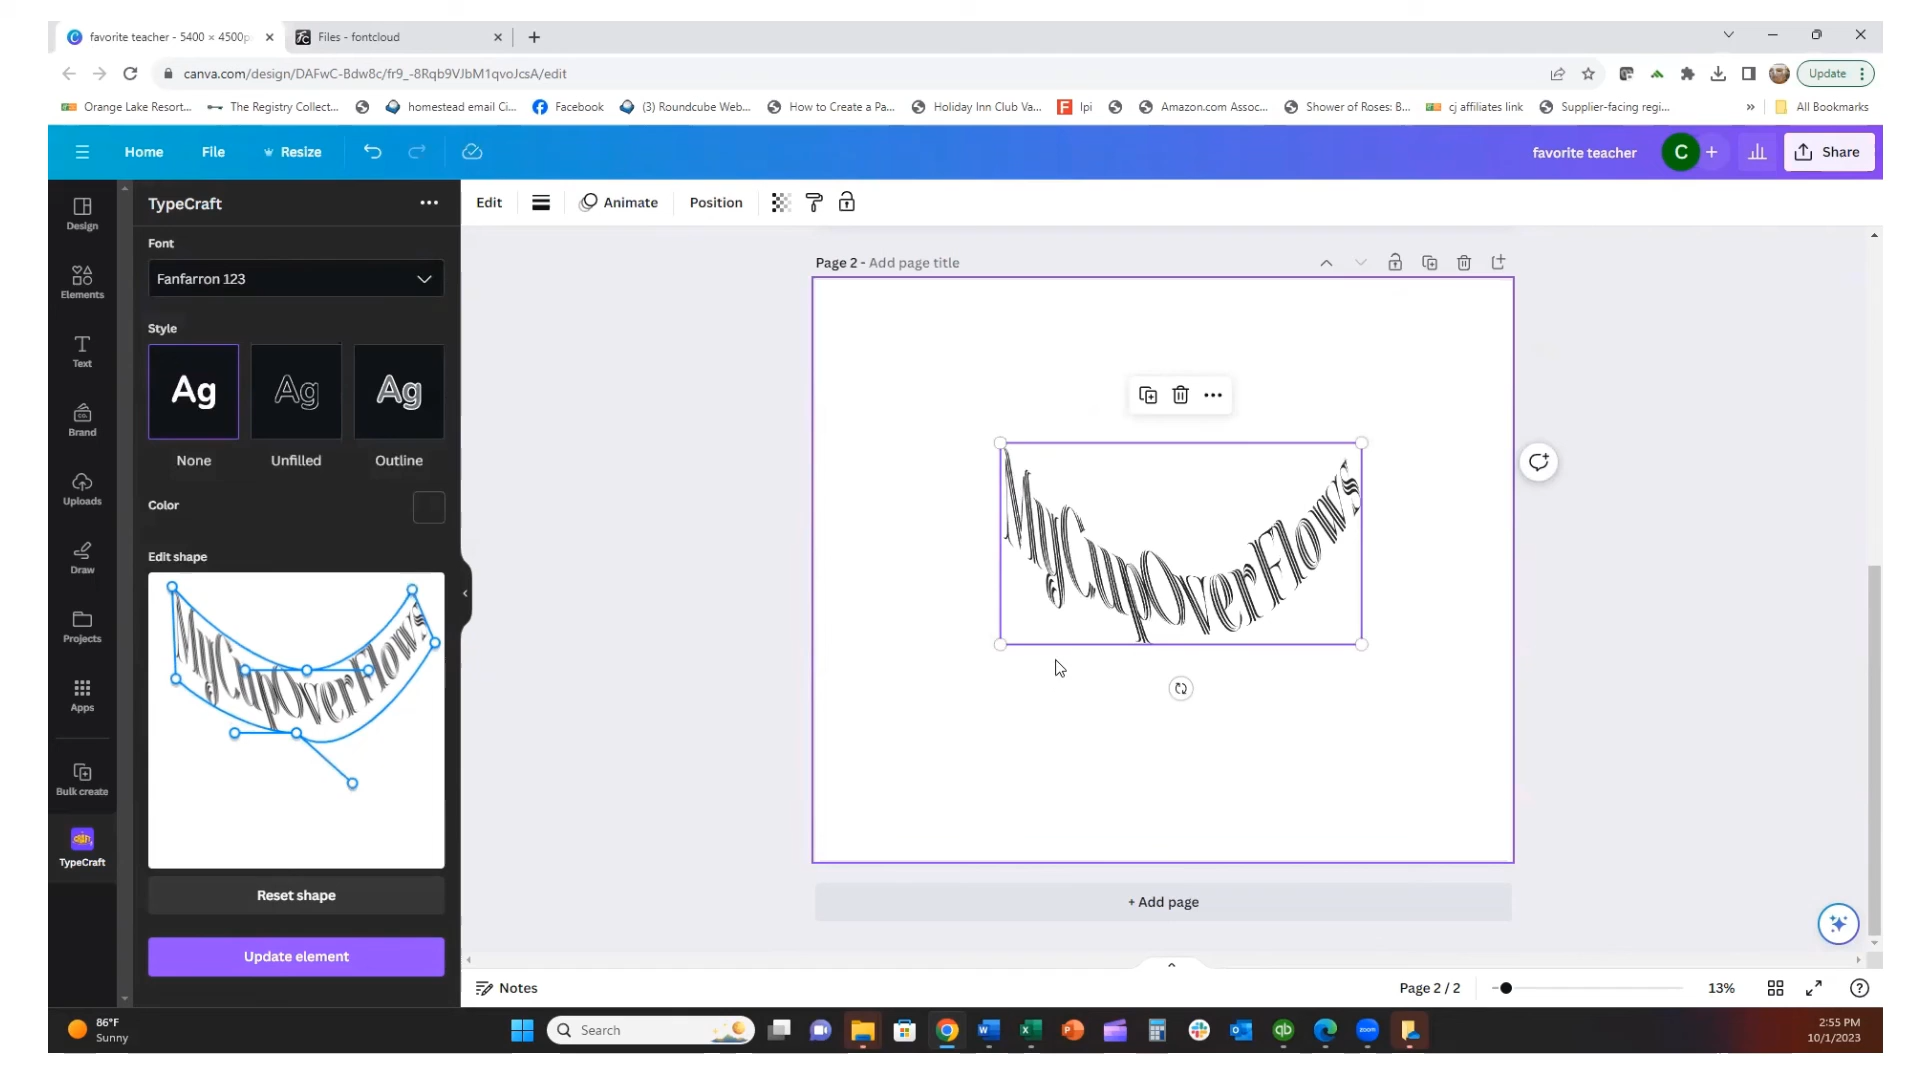 favorite teacher - 5400 × 4500p
Files - fontcloud
canva.com/design/DAFwC-Bdw8c/fr9_-8Rqb9VJbM1qvoJcsA/edit
Update
Orange Lake Resort...
The Registry Collect...
homestead email Ci...
Facebook
(3) Roundcube Web...
How to Create a Pa...
Holiday Inn Club Va...
Ipi
Amazon.com Assoc...
Shower of Roses: B...
cj affiliates link
Supplier-facing regi...
»
All Bookmarks
Home
File
Resize
favorite teacher
C
+
Share
Design
Elements
Text
Brand
Uploads
Draw
Projects
Apps
Bulk create
TypeCraft
TypeCraft
Font
Fanfarron 123
Style
Ag
Ag
Ag
None
Unfilled
Outline
Color
Edit shape
MyCupOverFlows
Reset shape
Update element
Edit
Animate
Position
Page 2 - Add page title
MyCupOverFlows
+ Add page
Notes
Page 2 / 2
13%
86°F
Sunny
Search
2:55 PM
10/1/2023